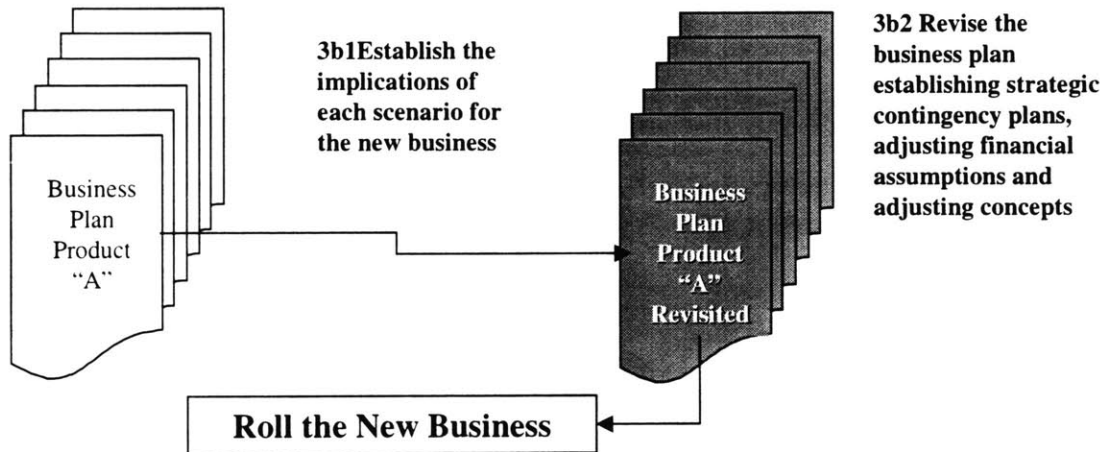 3b1Establish the
implications of
each scenario for
the new business
3b2 Revise the
business plan
establishing strategic
contingency plans,
adjusting financial
assumptions and
adjusting concepts
Business
Plan
Product
“A”
Business
Plan
Product
“A”
Revisited
Roll the New Business